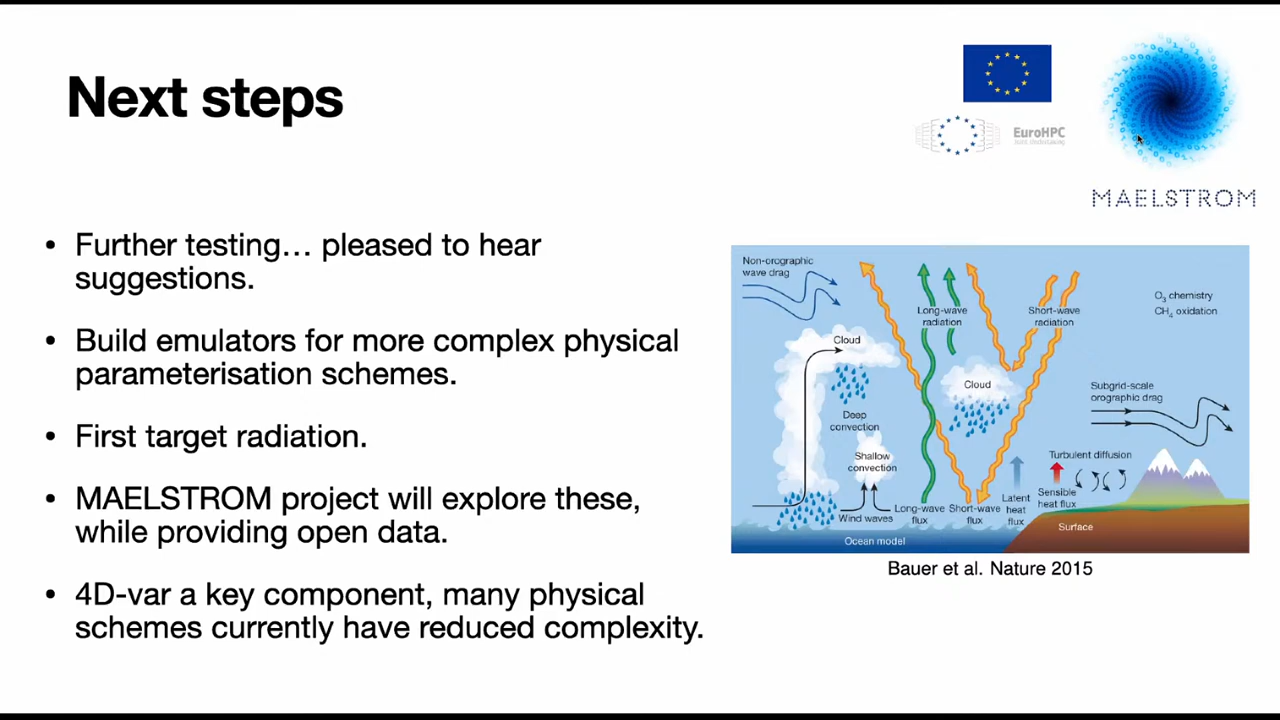 Next steps
EuroHPC
MAELSTROM
• Further testing… pleased to hear
suggestions.
• Build emulators for more complex physical
parameterisation schemes.
• First target radiation.
• MAELSTROM project will explore these,
while providing open data.
• 4D-var a key component, many physical
schemes currently have reduced complexity.
Non-orographic
wave drag
Long-wave
radiation
Short-wave
radiation
O3 chemistry
CH4 oxidation
Cloud
Cloud
Deep
convection
Shallow
convection
Subgrid-scale
orographic drag
Turbulent diffusion
Wind waves
Long-wave
flux
Short-wave
flux
Latent
heat
flux
Sensible
heat flux
Surface
Ocean model
Bauer et al. Nature 2015